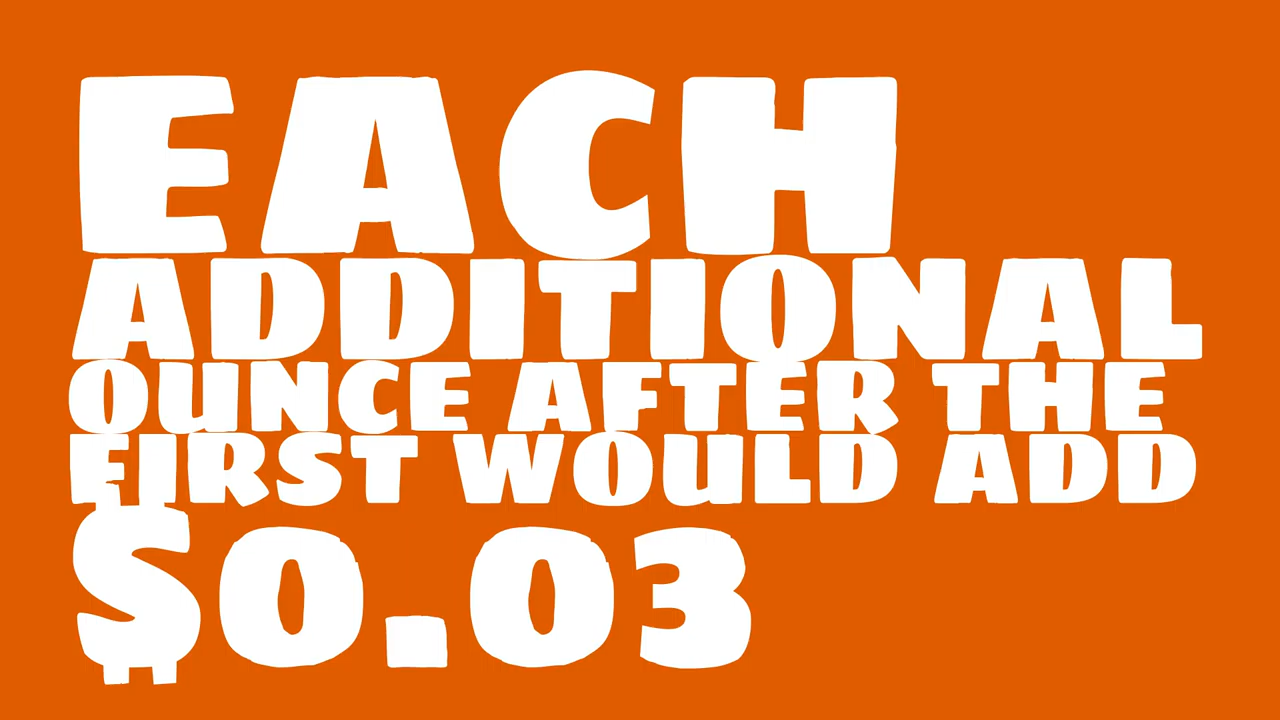 EACH
ADDITIONAL
OUNCE AFTER THE
FIRST WOULD ADD
$0.03